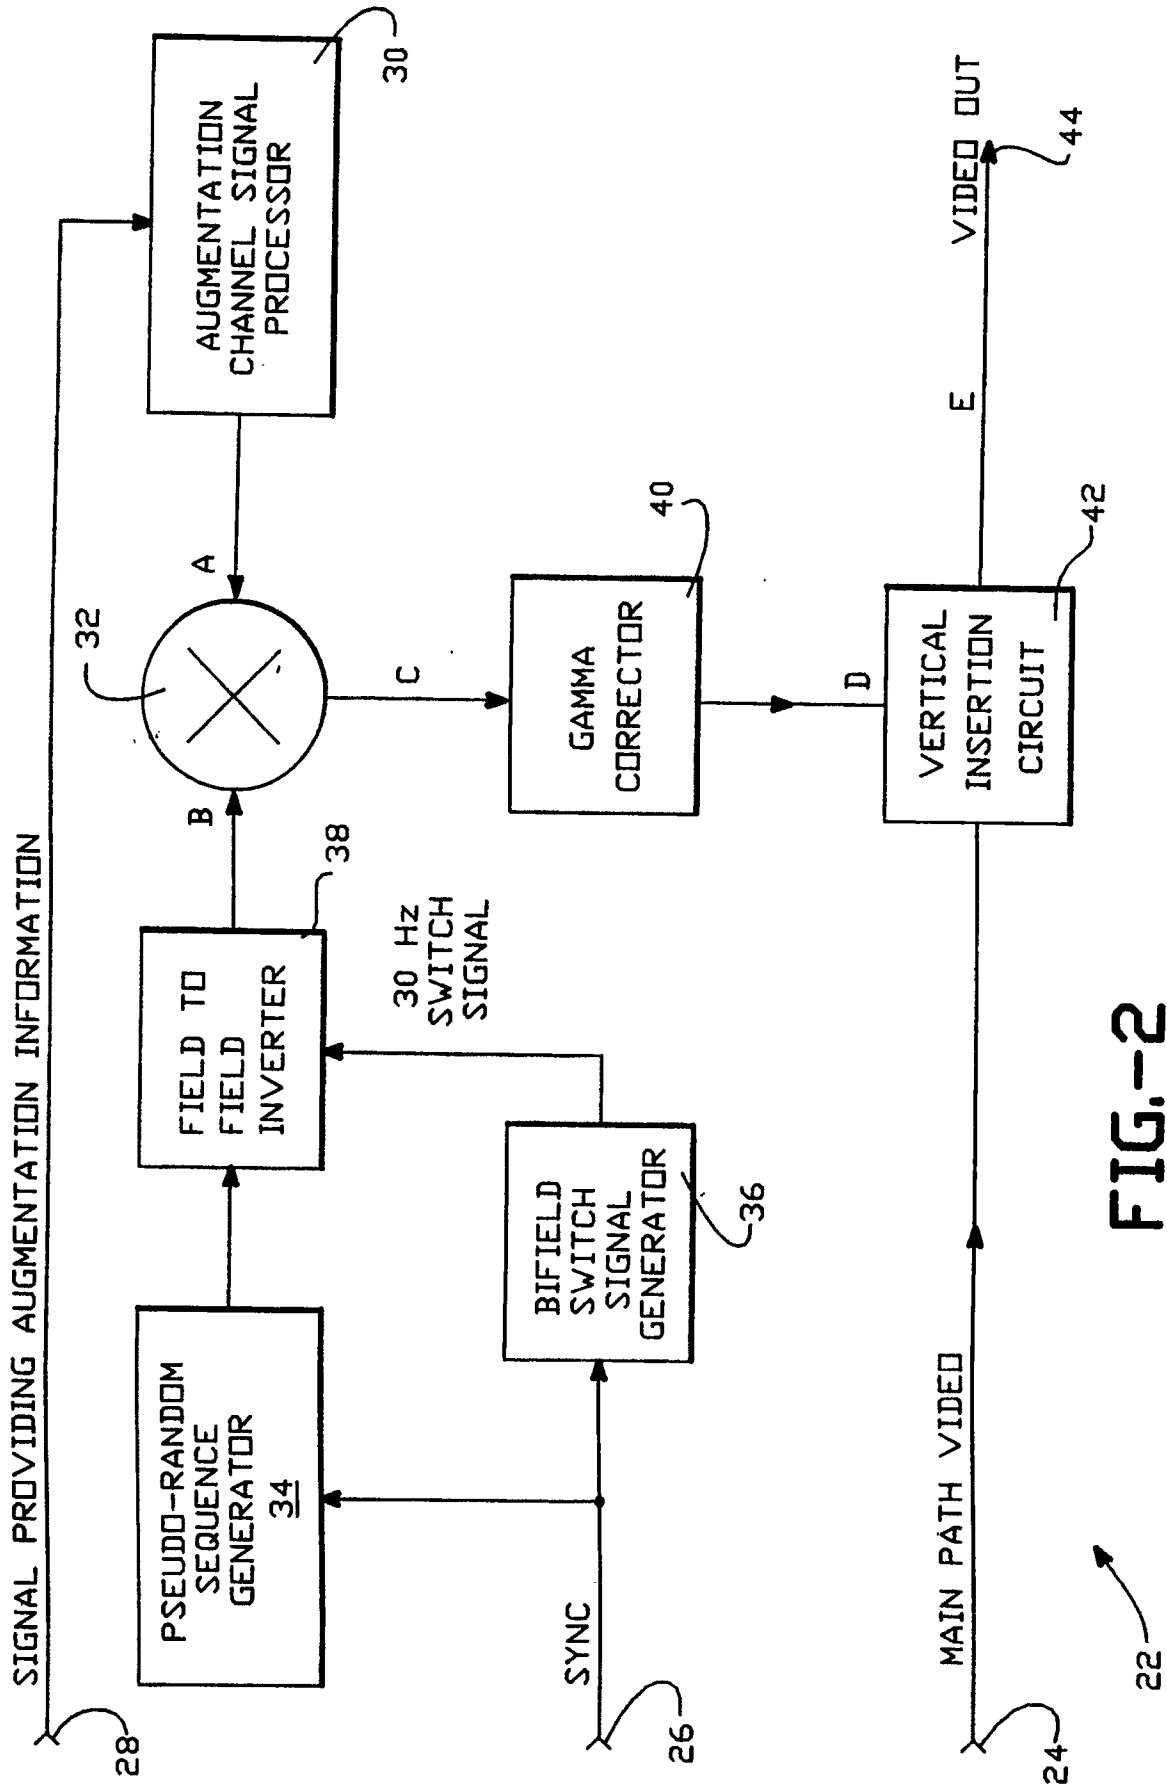 SIGNAL PROVIDING AUGMENTATION INFORMATION
28
PSEUDO-RANDOM
SEQUENCE
GENERATOR
34
FIELD TO
FIELD
INVERTER
38
B
32
A
AUGMENTATION
CHANNEL SIGNAL
PROCESSOR
30
30 Hz
SWITCH
SIGNAL
C
SYNC
26
BIFIELD
SWITCH
SIGNAL
GENERATOR
36
GAMMA
CORRECTOR
40
D
MAIN PATH VIDEO
24
VERTICAL
INSERTION
CIRCUIT
42
E
VIDEO OUT
44
22
FIG.-2